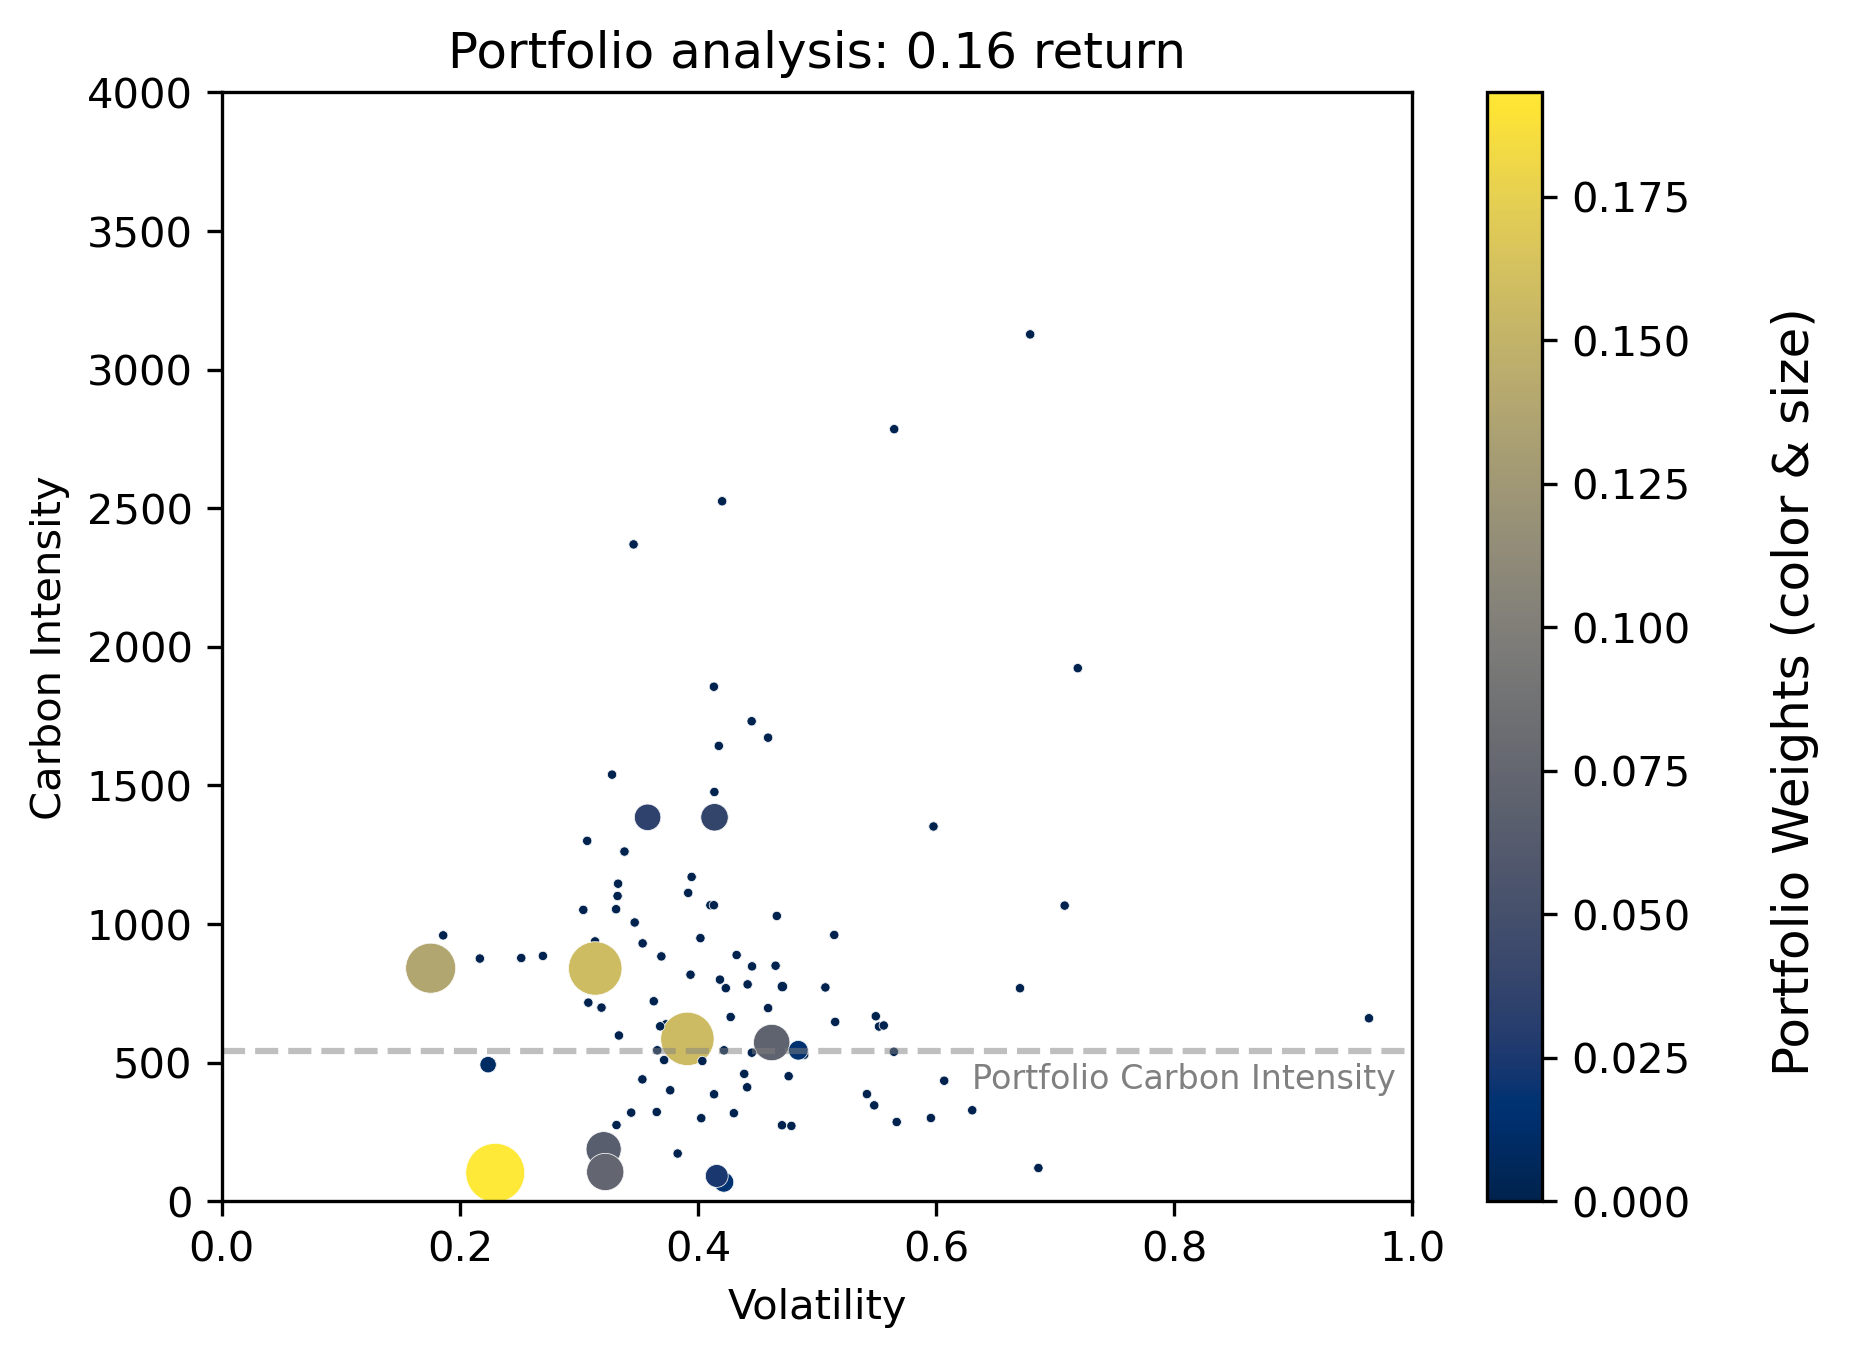 Portfolio analysis: 0.16 return
4000
3500
3000
2500
2000
1500
1000
500
0
Carbon Intensity
0.0 0.2 0.4 0.6 0.8 1.0
Volatility
Portfolio Carbon Intensity
0.175
0.150
0.125
0.100
0.075
0.050
0.025
0.000
Portfolio Weights (color & size)